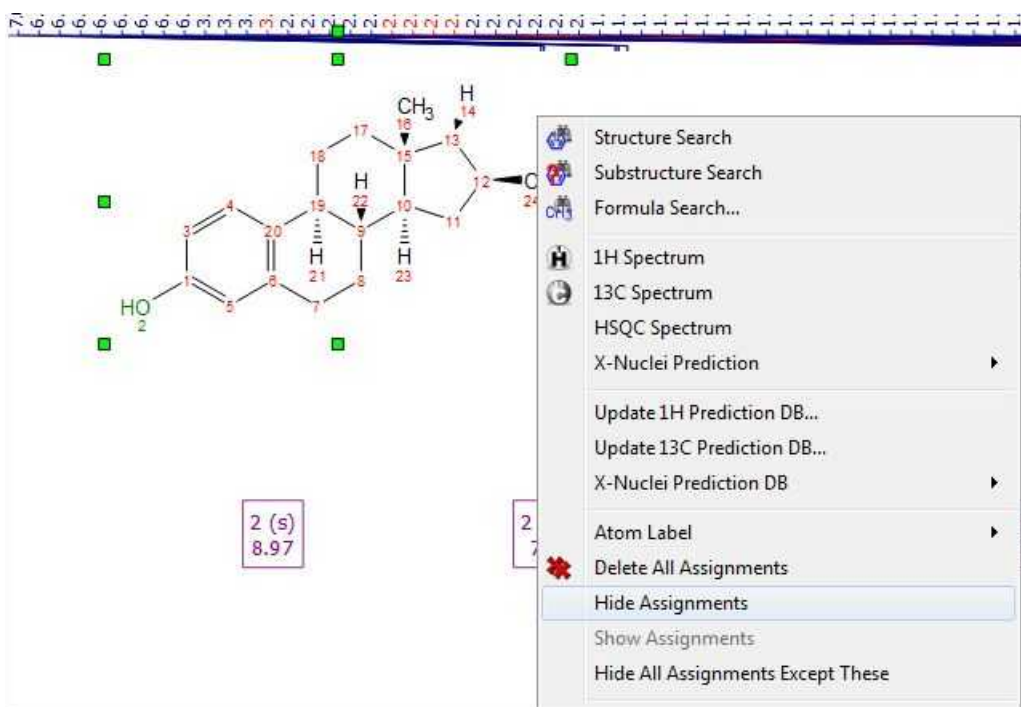 CH3
H
16
14
17
13
15
18
H
12
22
24
4
19
10
11
3
20
9
H
H
21
23
1
6
8
HO
5
7
2
2 (s)
8.97
2
Structure Search
Substructure Search
Formula Search...
1H Spectrum
13C Spectrum
HSQC Spectrum
X-Nuclei Prediction
Update 1H Prediction DB...
Update 13C Prediction DB...
X-Nuclei Prediction DB
Atom Label
Delete All Assignments
Hide Assignments
Show Assignments
Hide All Assignments Except These